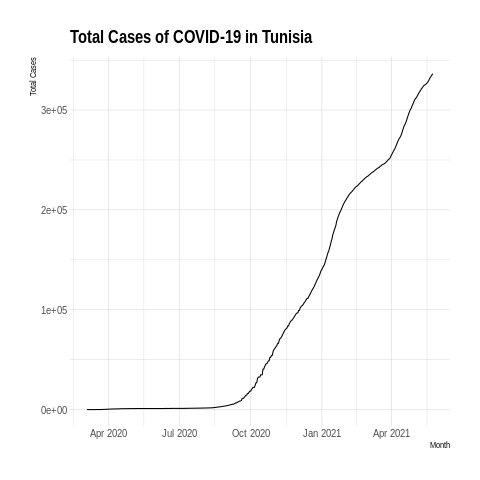 Total Cases of COVID-19 in Tunisia
Total Cases
3e+05
2e+05
1e+05
0e+00
Apr 2020 Jul 2020 Oct 2020 Jan 2021 Apr 2021
Month